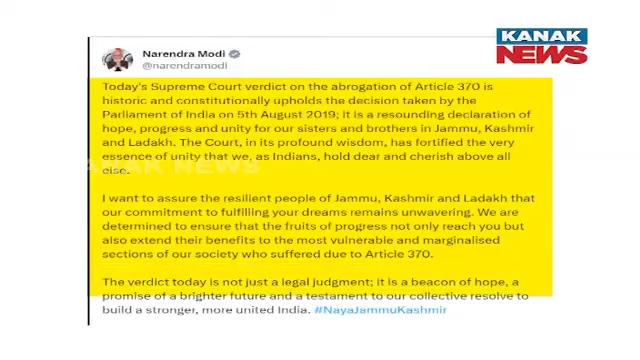 KANAK
NEWS
Narendra Modi
@narendramodi
Today's Supreme Court verdict on the abrogation of Article 370 is
historic and constitutionally upholds the decision taken by the
Parliament of India on 5th August 2019; it is a resounding declaration of
hope, progress and unity for our sisters and brothers in Jammu, Kashmir
and Ladakh. The Court, in its profound wisdom, has fortified the very
essence of unity that we, as Indians, hold dear and cherish above all
else.
KANAK NEWS
I want to assure the resilient people of Jammu, Kashmir and Ladakh that
our commitment to fulfilling your dreams remains unwavering. We are
determined to ensure that the fruits of progress not only reach you but
also extend their benefits to the most vulnerable and marginalised
sections of our society who suffered due to Article 370.
The verdict today is not just a legal judgment; it is a beacon of hope, a
promise of a brighter future and a testament to our collective resolve to
build a stronger, more united India. #NayaJammuKashmir